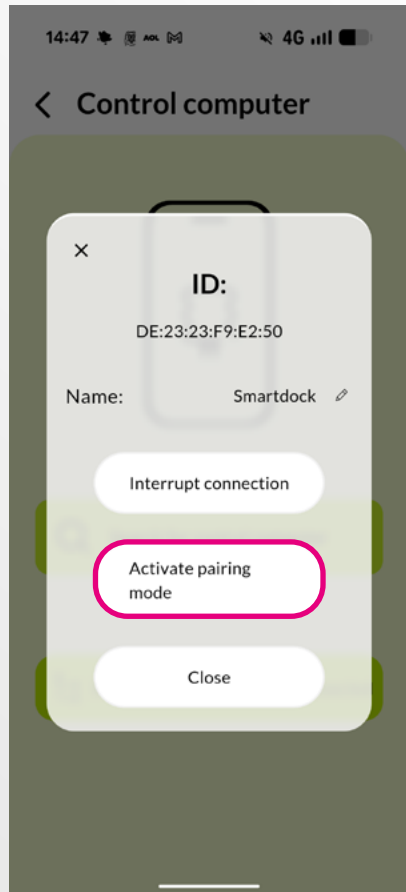 14:47 AOL 4G
Control computer
ID:
DE:23:23:F9:E2:50
Name: Smartdock
Interrupt connection
Activate pairing
mode
Close